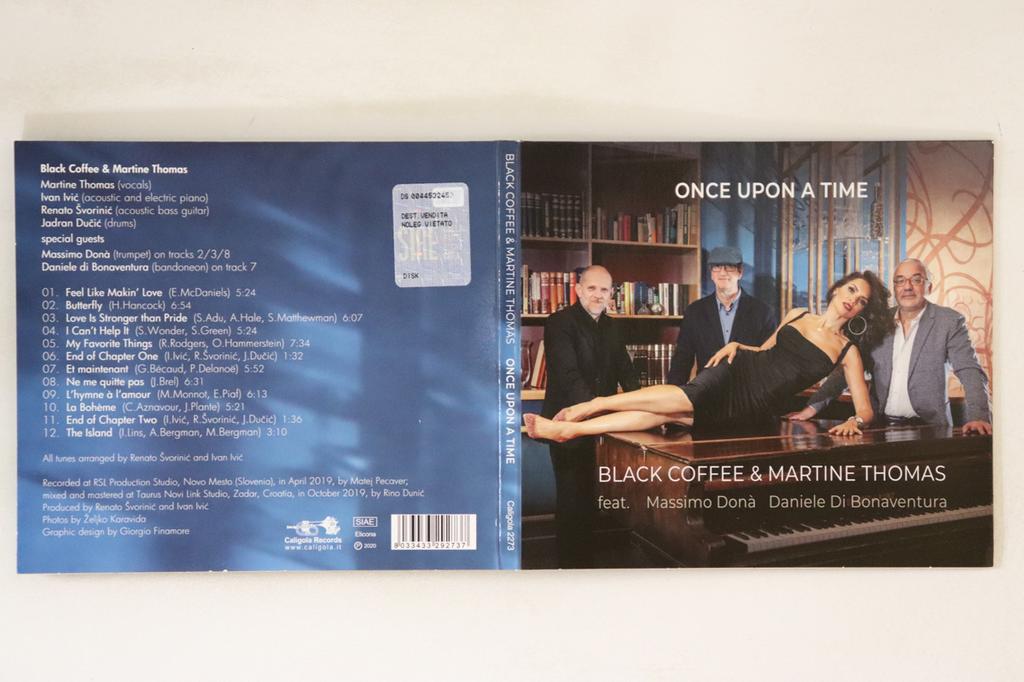 Black Coffee & Martine Thomas
Martine Thomas (vocals)
Ivan Ivić (acoustic and electric piano)
Renato Švorinić (acoustic bass guitar)
Jadran Dučić (drums)
special guests
Massimo Donà (trumpet) on tracks 2/3/8
Daniele di Bonaventura (bandoneon) on track 7
01. Feel Like Makin' Love (E.McDaniels) 5:24
02. Butterfly (H.Hancock) 6:54
03. Love Is Stronger than Pride (S.Adu, A.Hale, S.Matthewman) 6:07
04. I Can't Help It (S.Wonder, S.Green) 5:24
05. My Favorite Things (R.Rodgers, O.Hammerstein) 7:34
06. End of Chapter One (I.Ivić, R.Švorinić, J.Dučić) 1:32
07. Et maintenant (G.Bécaud, P.Delanoë) 5:52
08. Ne me quitte pas (J.Brel) 6:31
09. L'hymne à l'amour (M.Monnot, E.Piaf) 6:13
10. La Bohème (C.Aznavour, J.Plante) 5:21
11. End of Chapter Two (I.Ivić, R.Švorinić, J.Dučić) 1:36
12. The Island (I.Lins, A.Bergman, M.Bergman) 3:10
All tunes arranged by Renato Švorinić and Ivan Ivić
Recorded at RSL Production Studio, Novo Mesto (Slovenia), in April 2019, by Matej Pecaver;
mixed and mastered at Taurus Novi Link Studio, Zadar, Croatia, in October 2019, by Rino Dunić
Produced by Renato Švorinić and Ivan Ivić
Photos by Željko Karavida
Graphic design by Giorgio Finamore
Caligola Records
www.caligola.it
SIAE
Eliconia
℗ 2020
8 033433 292737
DEST.VENDITA
NOLEG.VIETATO
SIAE
DISK
BLACK COFFEE & MARTINE THOMAS ONCE UPON A TIME Caligola 2273
ONCE UPON A TIME
BLACK COFFEE & MARTINE THOMAS
feat. Massimo Donà Daniele Di Bonaventura